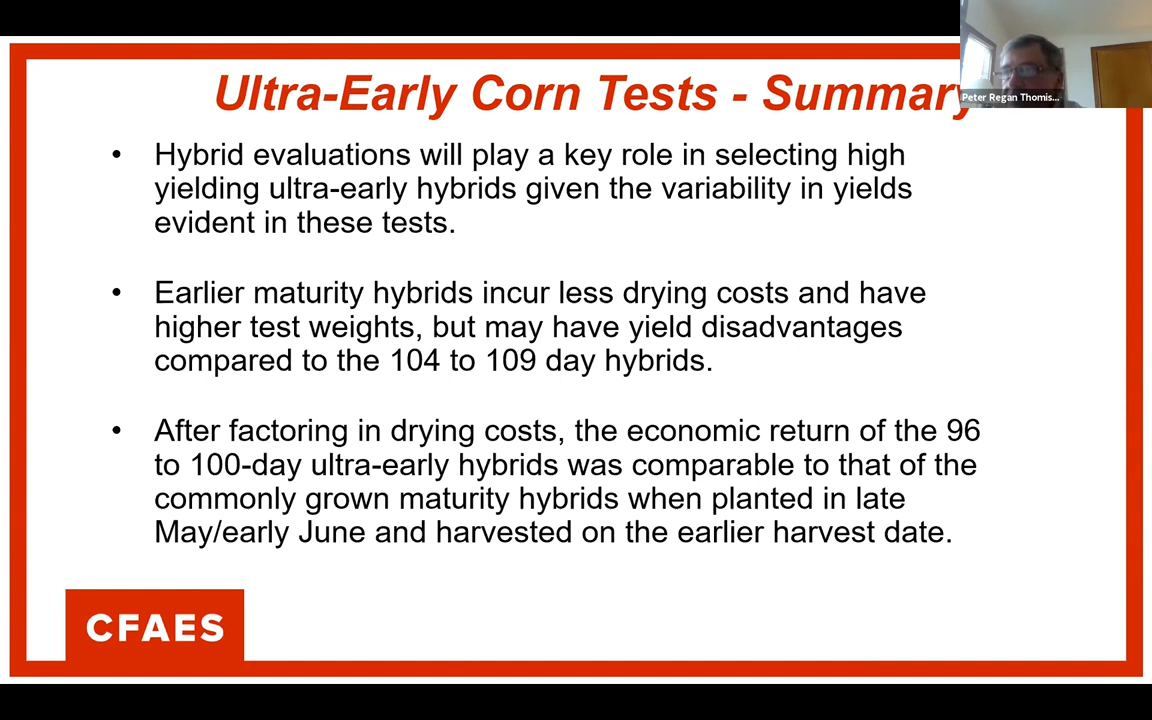 Ultra-Early Corn Tests - Summary
Peter Regan Thomis...
• Hybrid evaluations will play a key role in selecting high
yielding ultra-early hybrids given the variability in yields
evident in these tests.
• Earlier maturity hybrids incur less drying costs and have
higher test weights, but may have yield disadvantages
compared to the 104 to 109 day hybrids.
• After factoring in drying costs, the economic return of the 96
to 100-day ultra-early hybrids was comparable to that of the
commonly grown maturity hybrids when planted in late
May/early June and harvested on the earlier harvest date.
CFAES